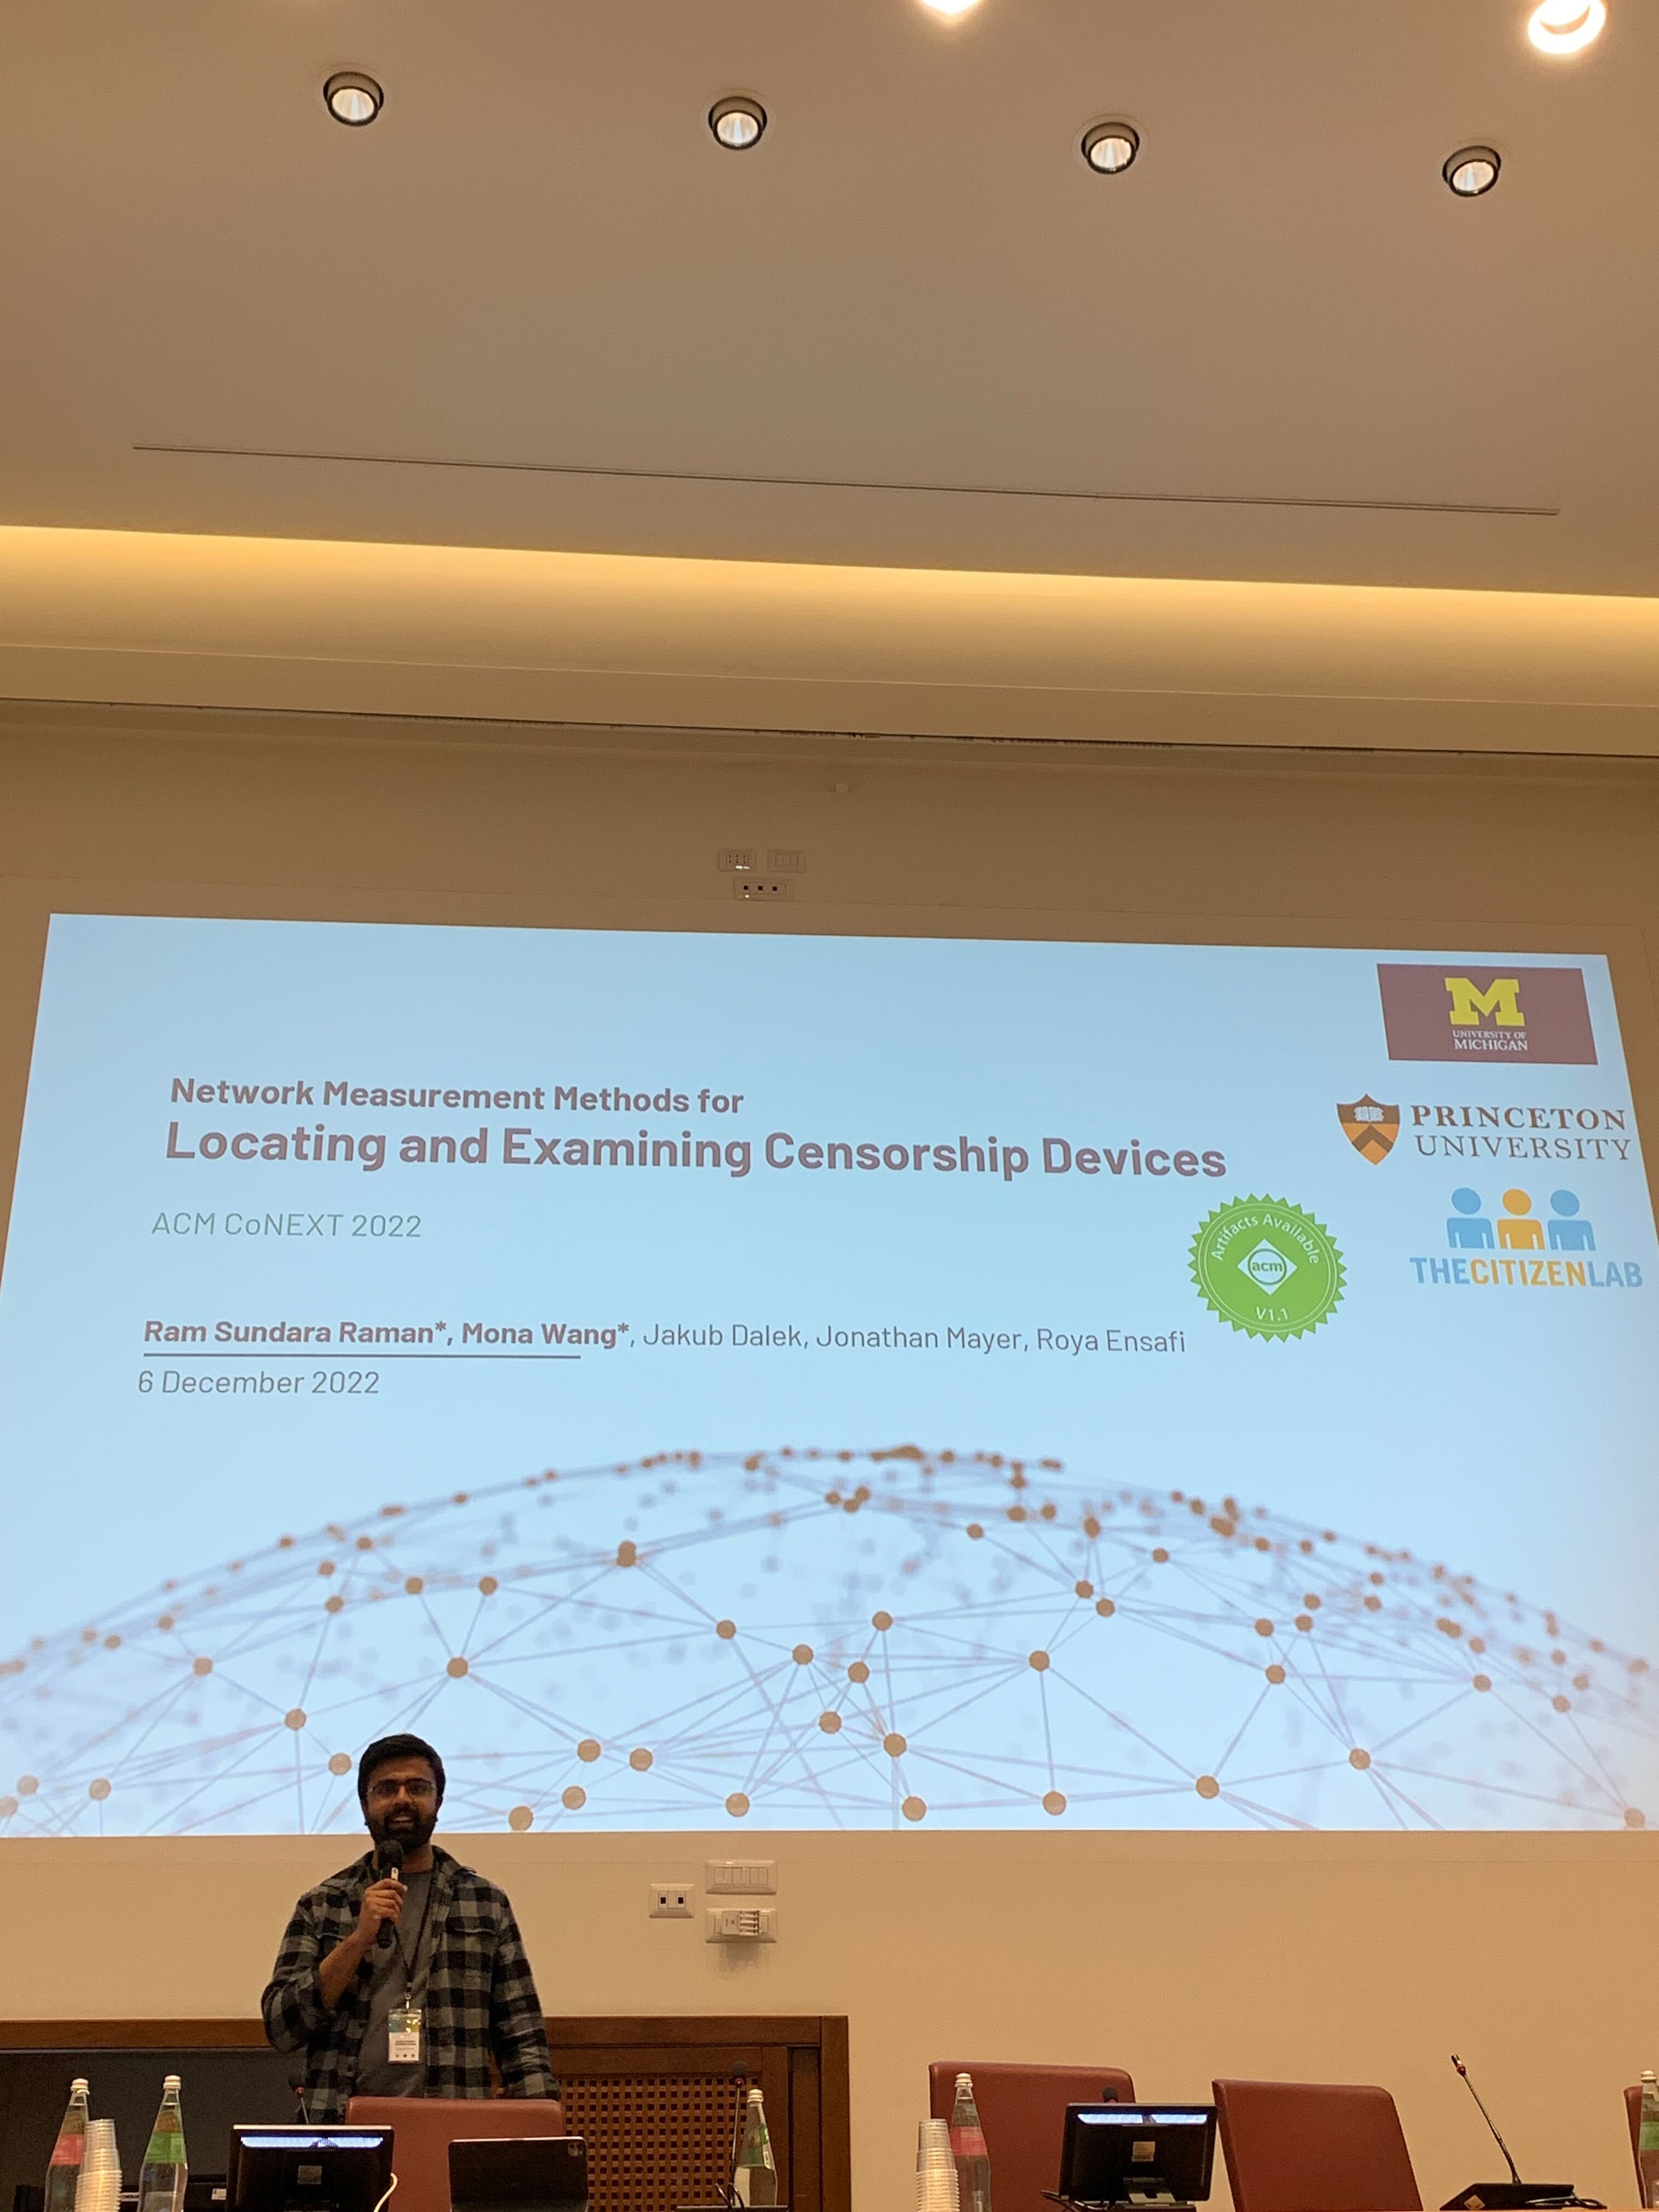 UNIVERSITY OF
MICHIGAN
Network Measurement Methods for
Locating and Examining Censorship Devices
PRINCETON
UNIVERSITY
ACM CoNEXT 2022
Artifacts Available
acm
V1.1
THECITIZENLAB
Ram Sundara Raman*, Mona Wang*, Jakub Dalek, Jonathan Mayer, Roya Ensafi
6 December 2022